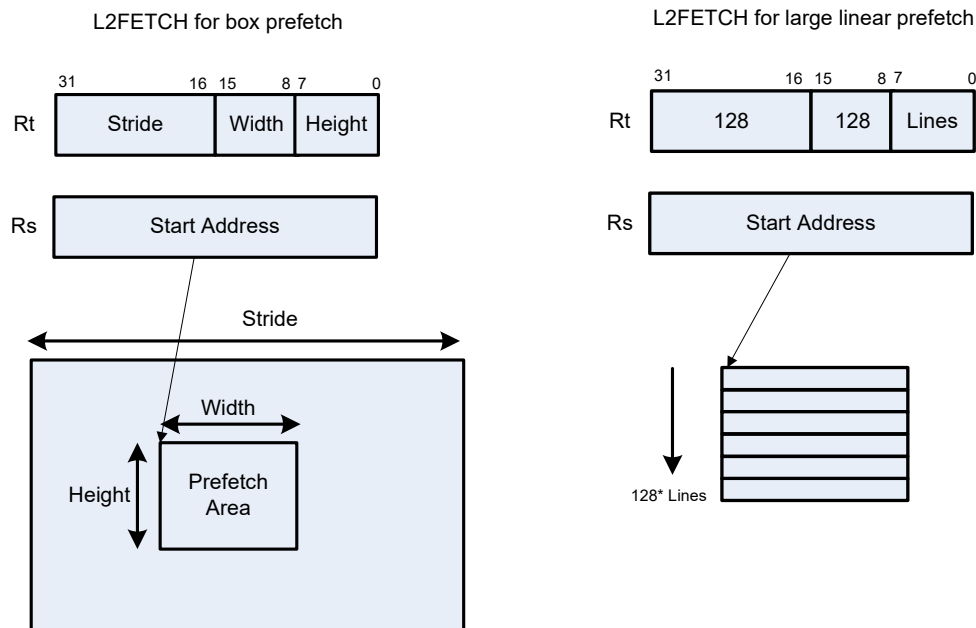 L2FETCH for box prefetch
31 16 15 8 7 0
Rt Stride Width Height
Rs Start Address
Stride
Width
Height
Prefetch
Area
L2FETCH for large linear prefetch
31 16 15 8 7 0
Rt 128 128 Lines
Rs Start Address
128* Lines